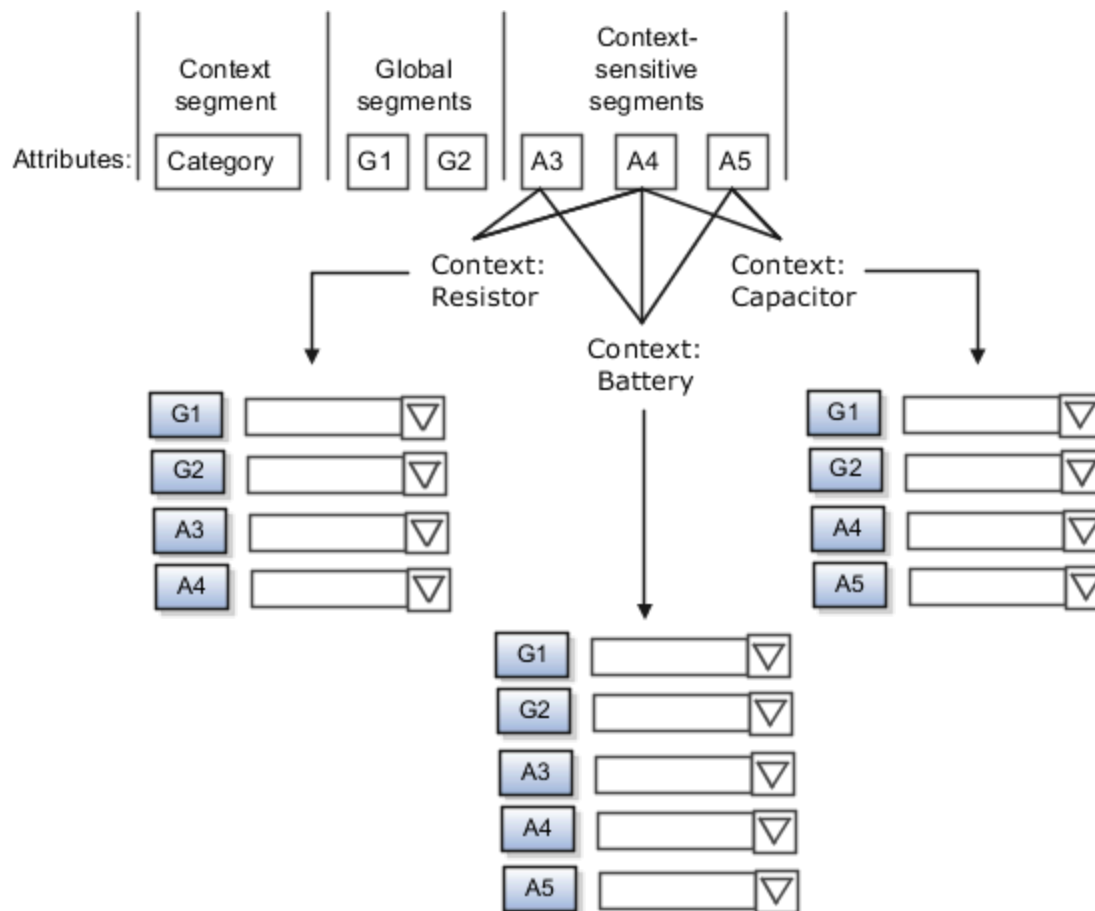 Context
segment
Global
segments
Context-
sensitive
segments
Attributes:
Category
G1
G2
A3
A4
A5
Context:
Resistor
Context:
Capacitor
Context:
Battery
G1
G2
A3
A4
G1
G2
A4
A5
G1
G2
A3
A4
A5